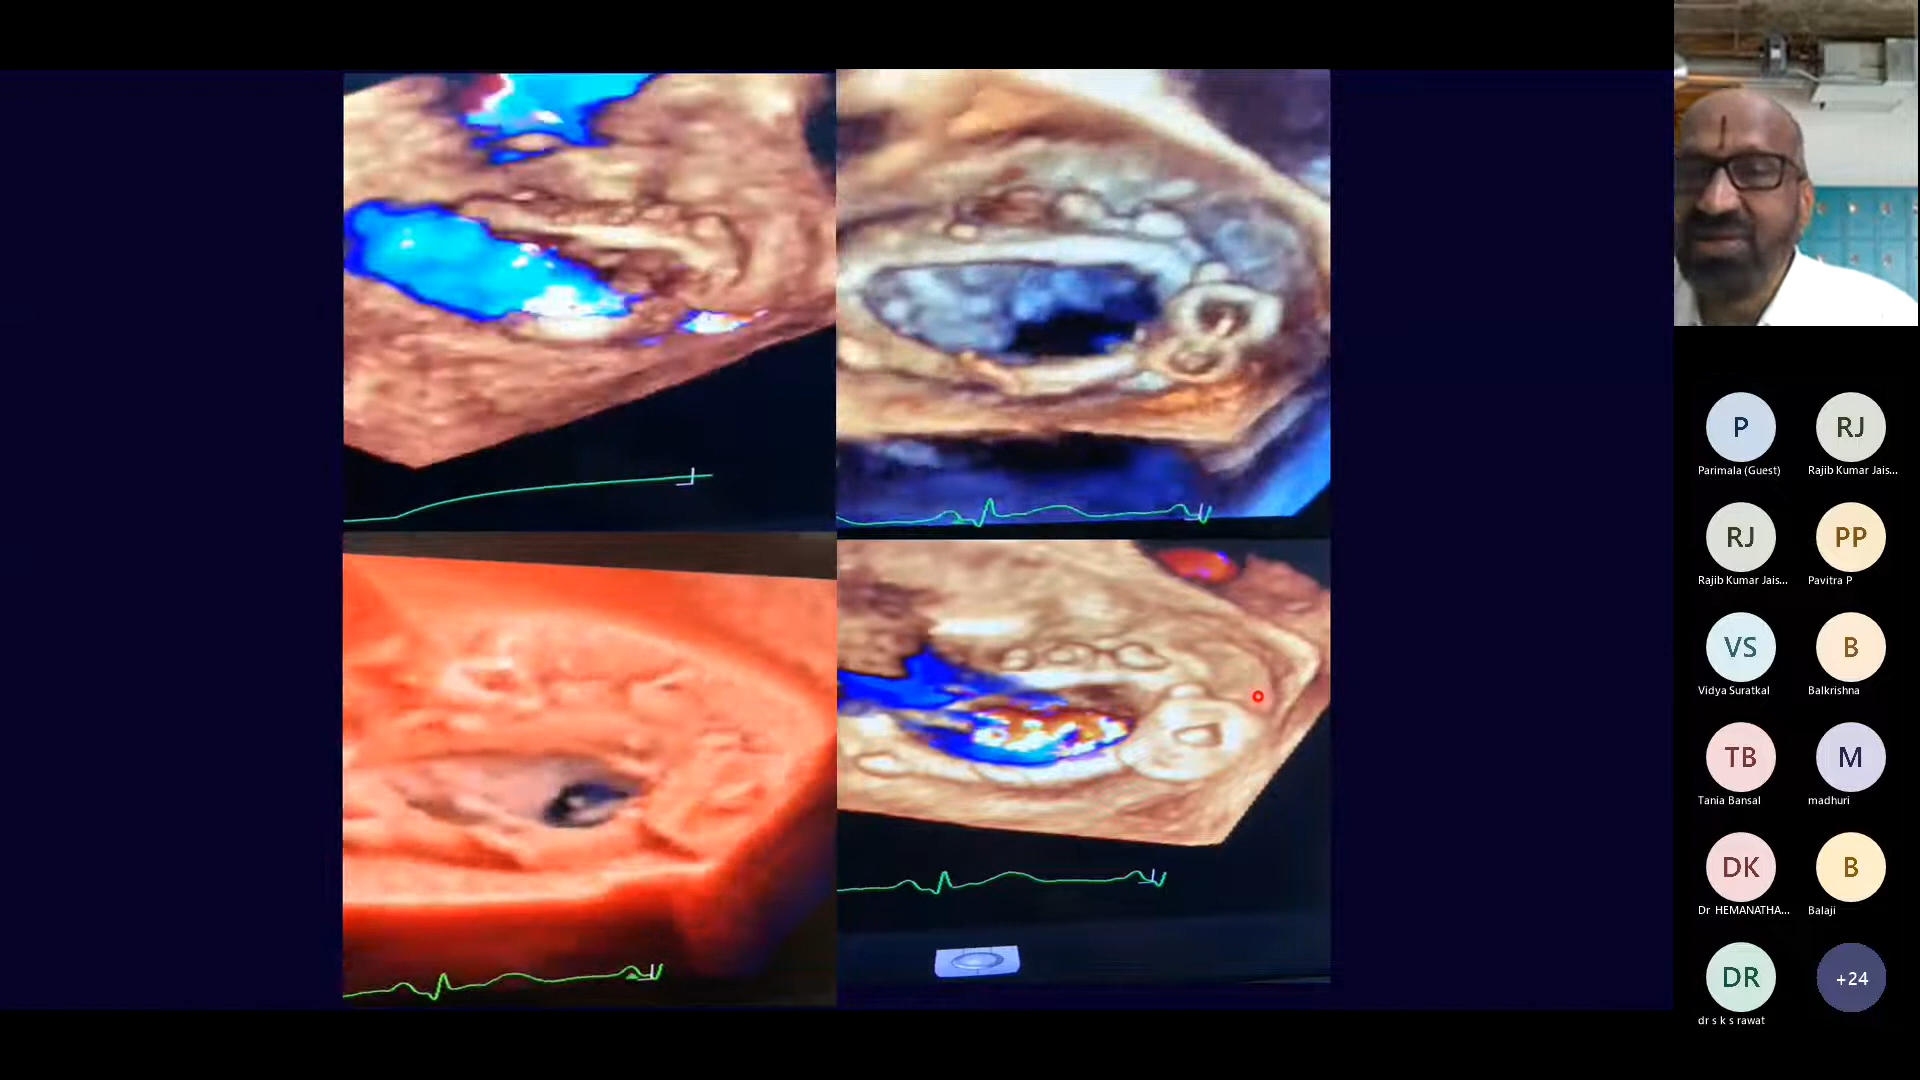 P
RJ
Parimala (Guest)
Rajib Kumar Jais...
RJ
PP
Rajib Kumar Jais...
Pavitra P
VS
B
Vidya Suratkal
Balkrishna
TB
M
Tania Bansal
madhuri
DK
B
Dr HEMANATHA...
Balaji
DR
+24
dr s k s rawat